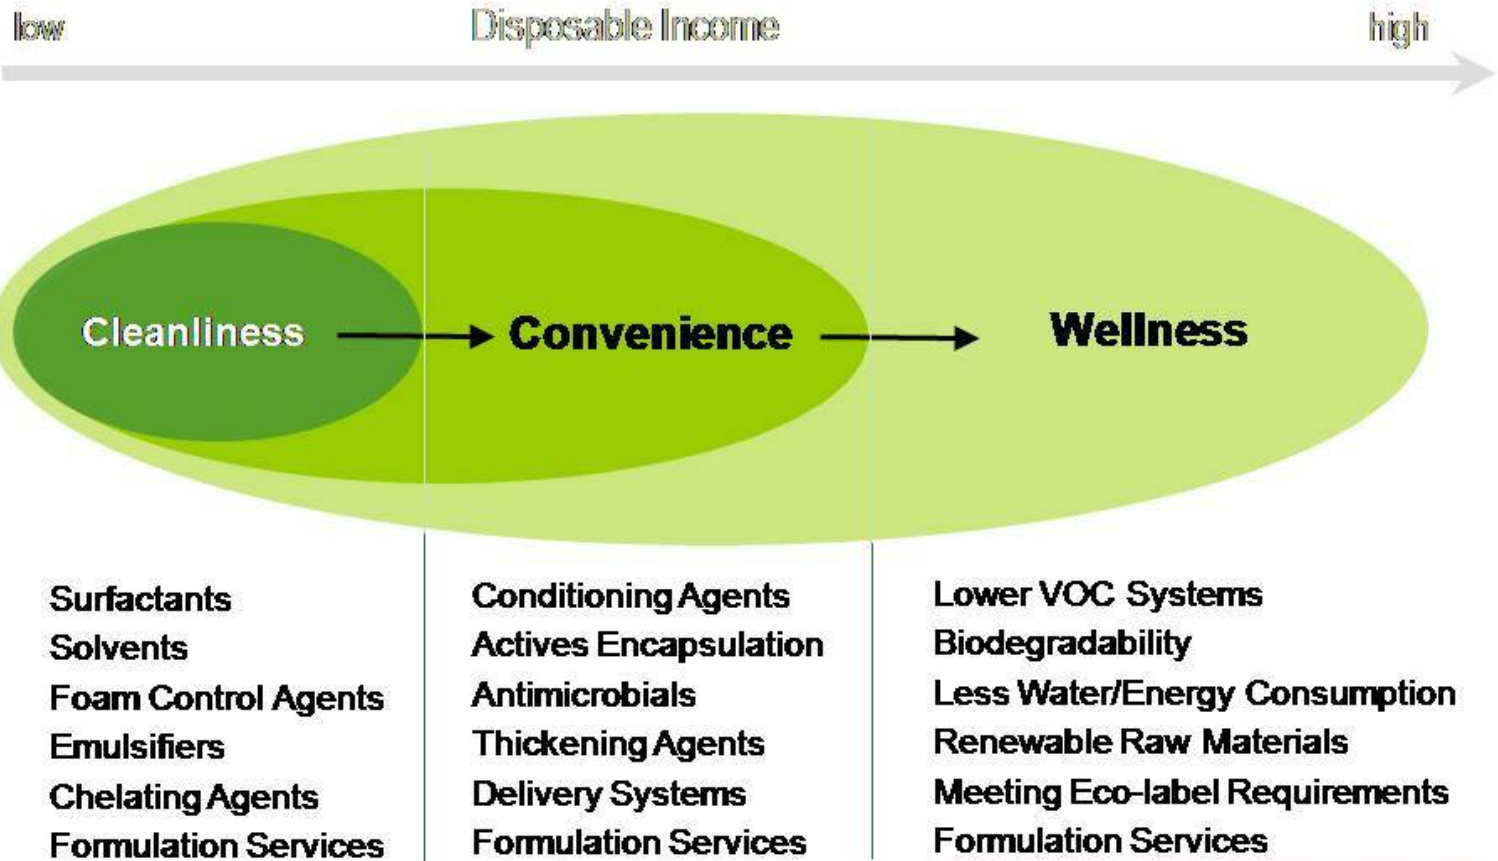 low Disposable Income high
Cleanliness Convenience Wellness
Surfactants
Solvents
Foam Control Agents
Emulsifiers
Chelating Agents
Formulation Services
Conditioning Agents
Actives Encapsulation
Antimicrobials
Thickening Agents
Delivery Systems
Formulation Services
Lower VOC Systems
Biodegradability
Less Water/Energy Consumption
Renewable Raw Materials
Meeting Eco-label Requirements
Formulation Services